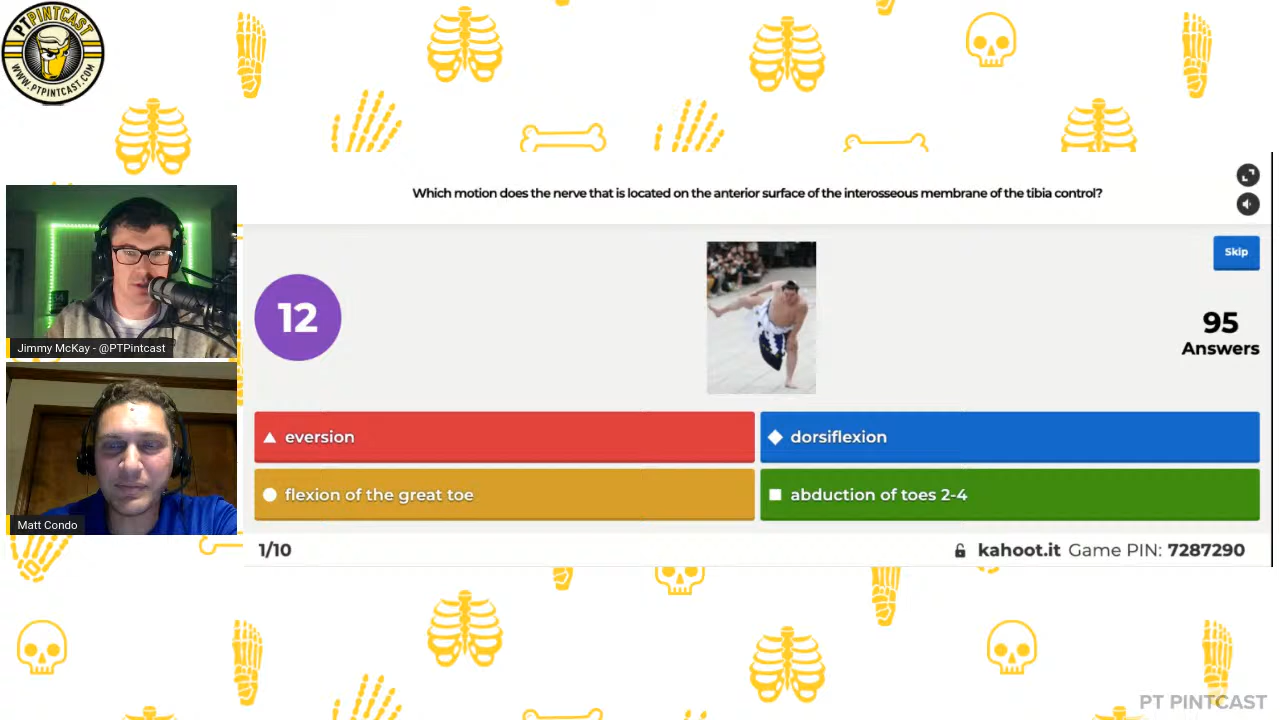 PTPINTCAST
WWW.PTPINTCAST.COM
Which motion does the nerve that is located on the anterior surface of the interosseous membrane of the tibia control?
Skip
12
95
Answers
Jimmy McKay - @PTPintcast
eversion
dorsiflexion
flexion of the great toe
abduction of toes 2-4
Matt Condo
1/10
kahoot.it Game PIN: 7287290
PT PINTCAST